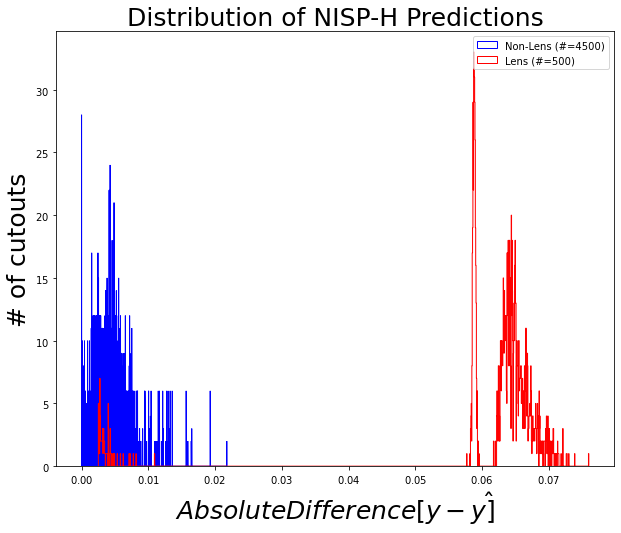 Distribution of NISP-H Predictions
Non-Lens (#=4500)
Lens (#=500)
# of cutouts
30
25
20
15
10
5
0
0.00 0.01 0.02 0.03 0.04 0.05 0.06 0.07
AbsoluteDifference[y − ŷ]